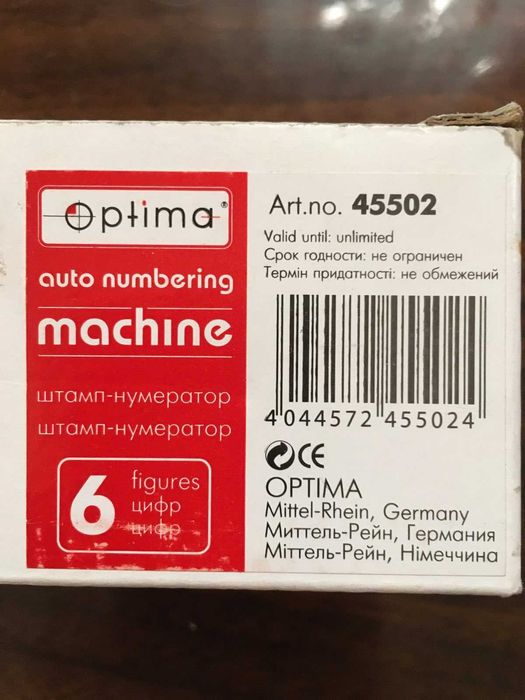 Optima®
auto numbering
machine
штамп-нумератор
штамп-нумератор
6
figures
цифр
цифр
Art.no. 45502
Valid until: unlimited
Срок годности: не ограничен
Термін придатності: не обмежений
4 044572 455024
CE
OPTIMA
Mittel-Rhein, Germany
Миттель-Рейн, Германия
Міттель-Рейн, Німеччина